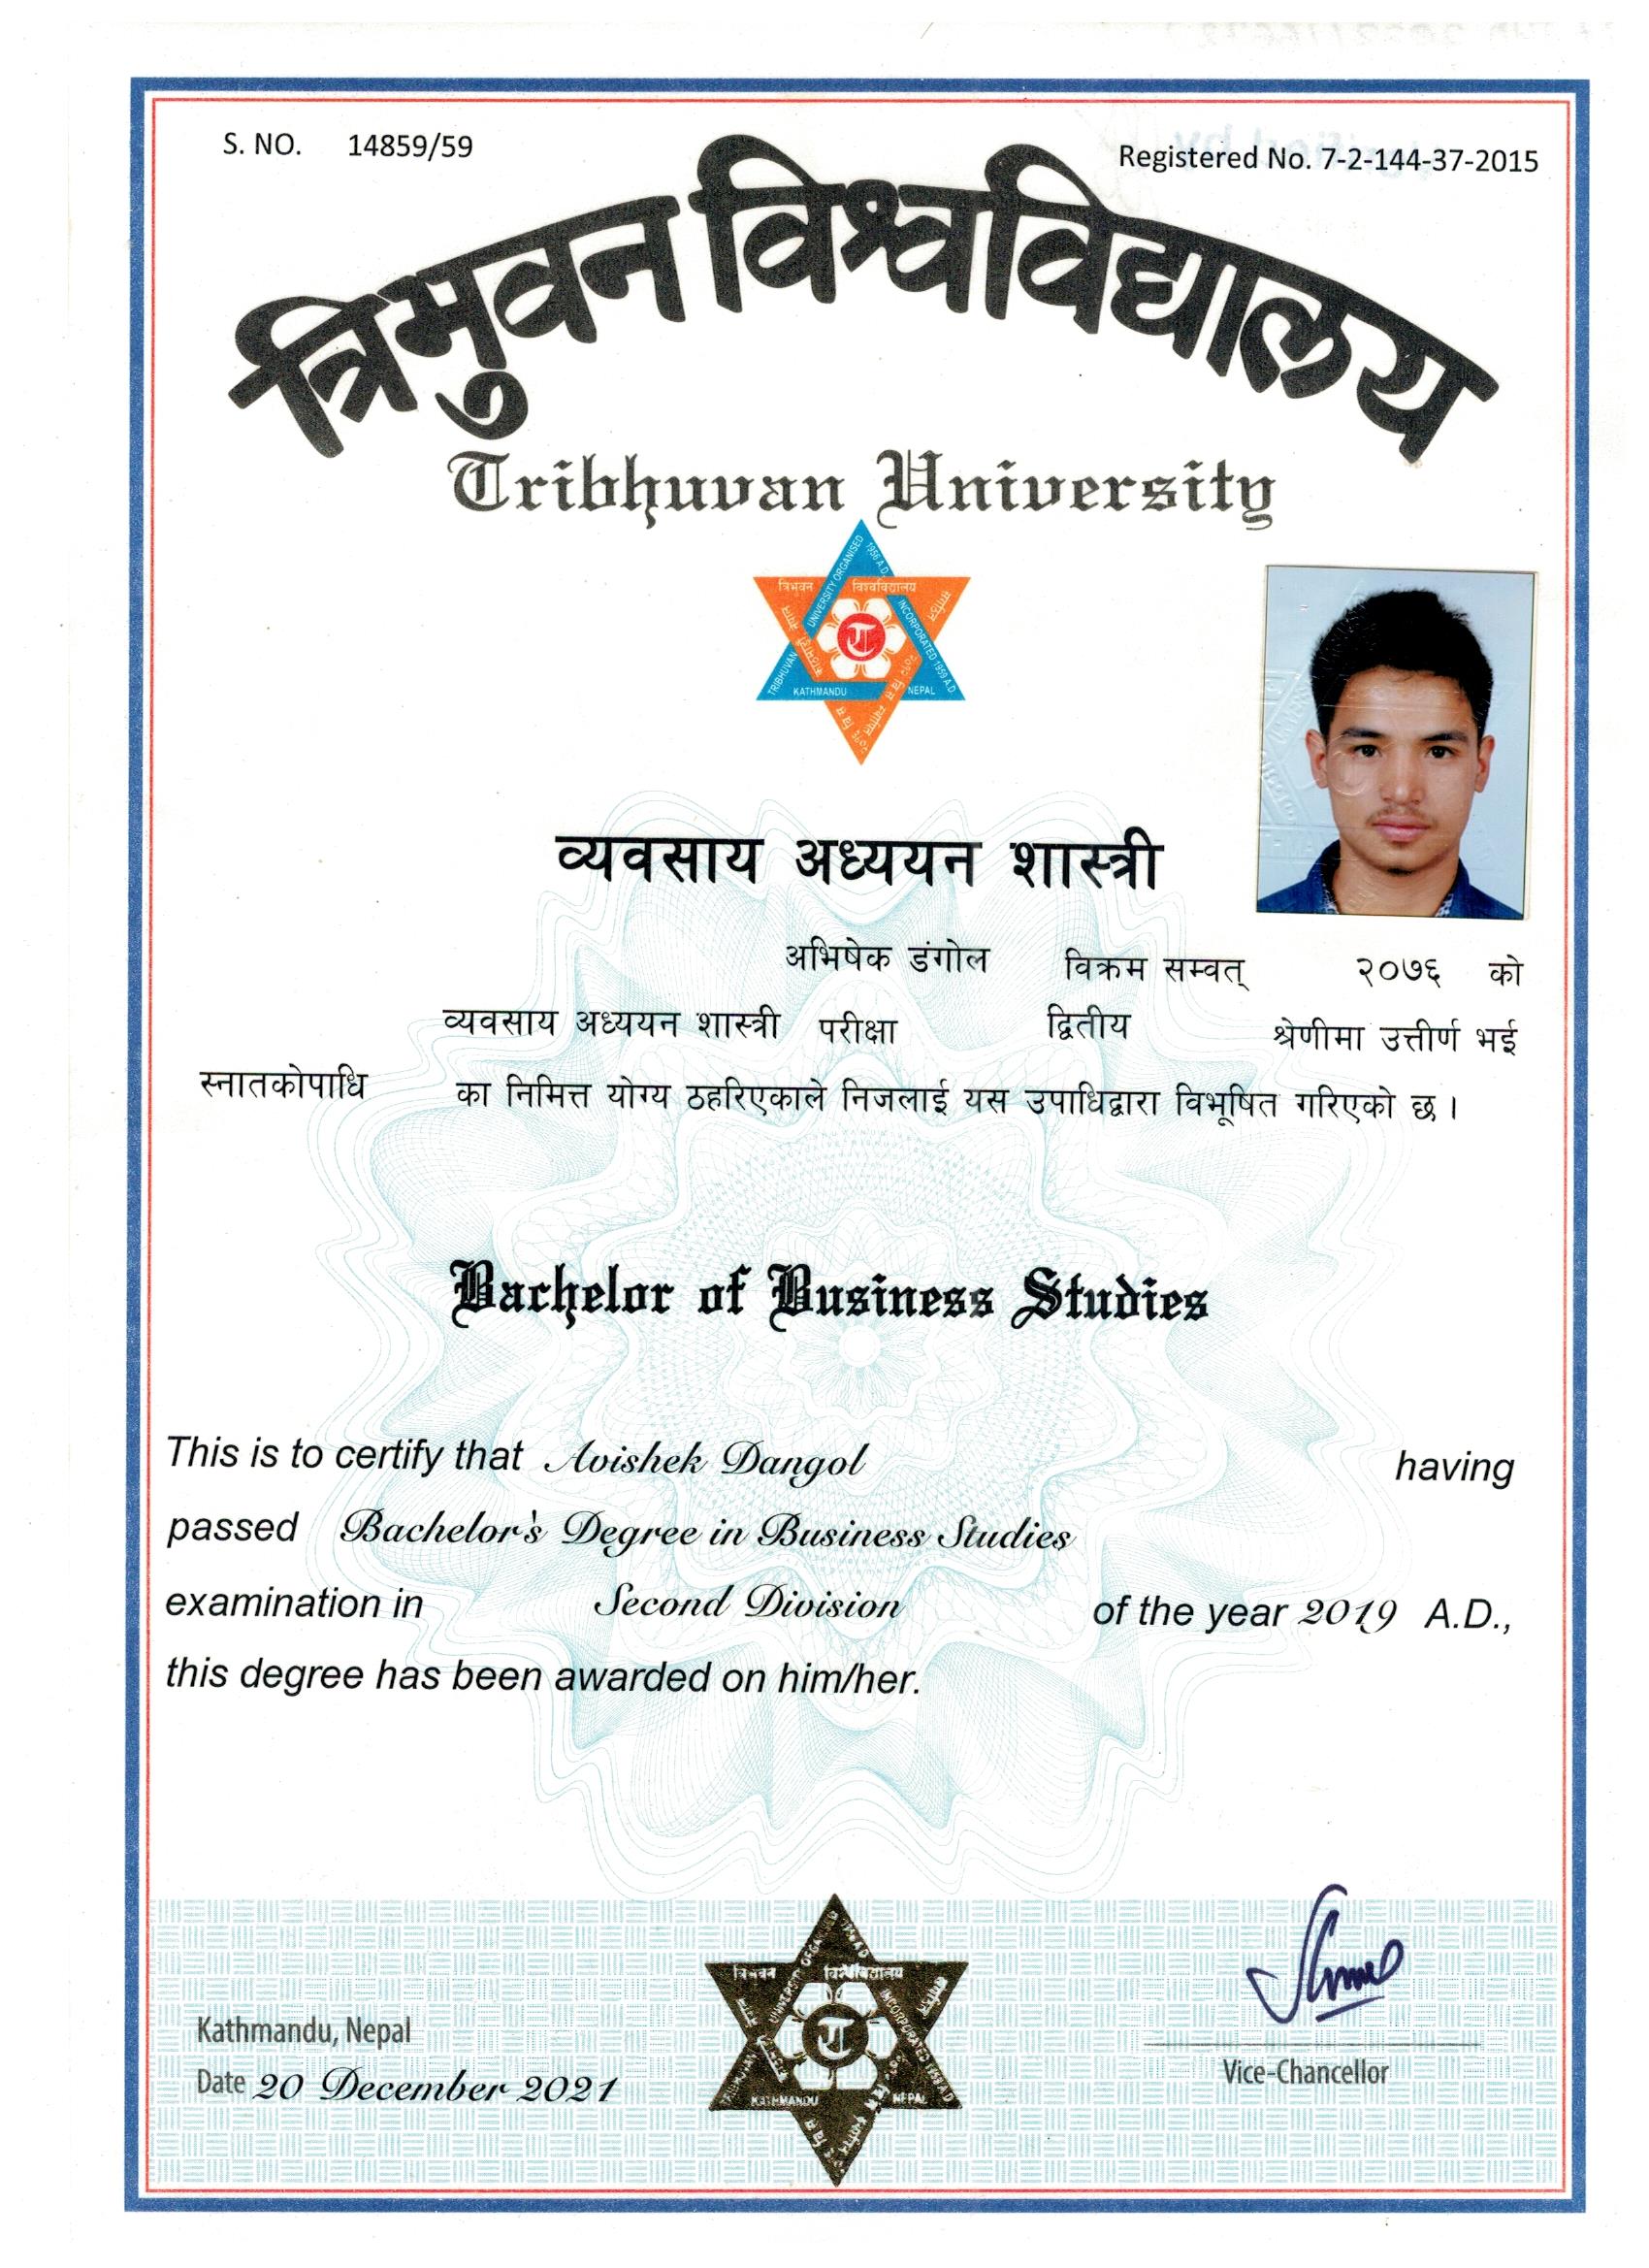 S. NO. 14859/59
Registered No. 7-2-144-37-2015
त्रिभुवन विश्वविद्यालय
Tribhuvan University
त्रिभुवन विश्वविद्यालय
UNIVERSITY ORGANISED 1956 A.D.
INCORPORATED 1959 A.D.
TRIBHUVAN
KATHMANDU NEPAL
व्यवसाय अध्ययन शास्त्री
अभिषेक डंगोल विक्रम सम्वत् २०७६ को
व्यवसाय अध्ययन शास्त्री परीक्षा द्वितीय श्रेणीमा उत्तीर्ण भई
स्नातकोपाधि का निमित्त योग्य ठहरिएकाले निजलाई यस उपाधिद्वारा विभूषित गरिएको छ ।
Bachelor of Business Studies
This is to certify that Avishek Dangol having
passed Bachelor's Degree in Business Studies
examination in Second Division of the year 2019 A.D.,
this degree has been awarded on him/her.
विश्वविद्यालय
INCORPORATED 1959 A.D.
KATHMANDU NEPAL
Kathmandu, Nepal
Date 20 December 2021
Vice-Chancellor